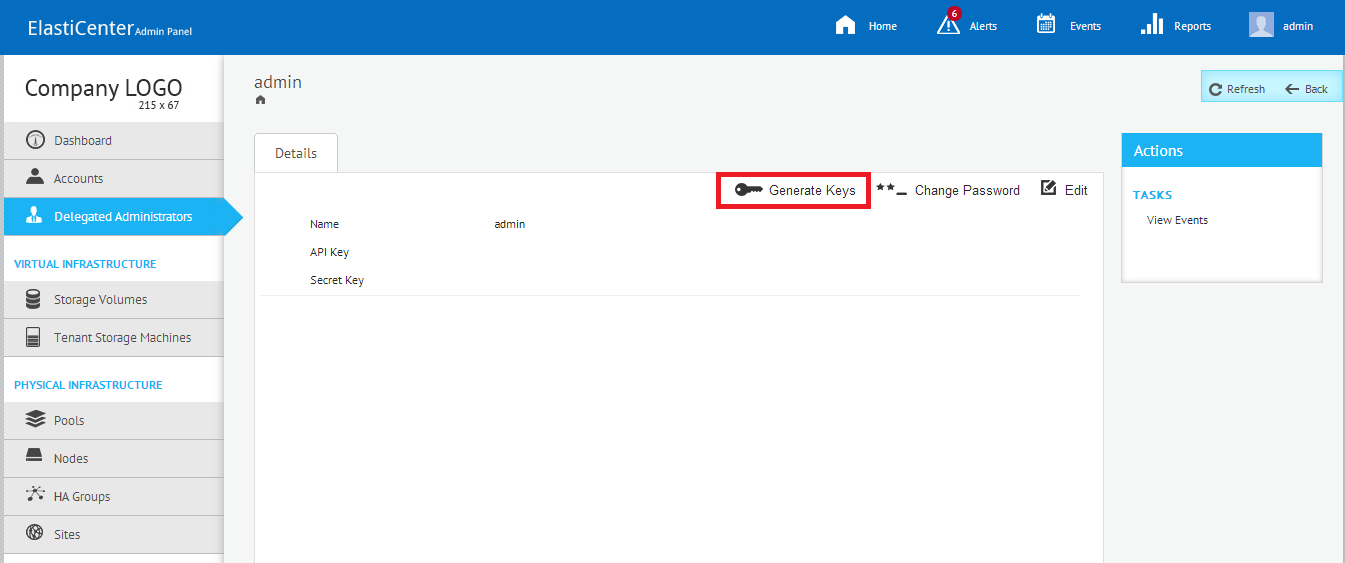 ElastiCenter Admin Panel
Home
6
Alerts
Events
Reports
admin
Company LOGO
215 x 67
Dashboard
Accounts
Delegated Administrators
VIRTUAL INFRASTRUCTURE
Storage Volumes
Tenant Storage Machines
PHYSICAL INFRASTRUCTURE
Pools
Nodes
HA Groups
Sites
admin
Refresh
Back
Details
Generate Keys
Change Password
Edit
Name admin
API Key
Secret Key
Actions
TASKS
View Events